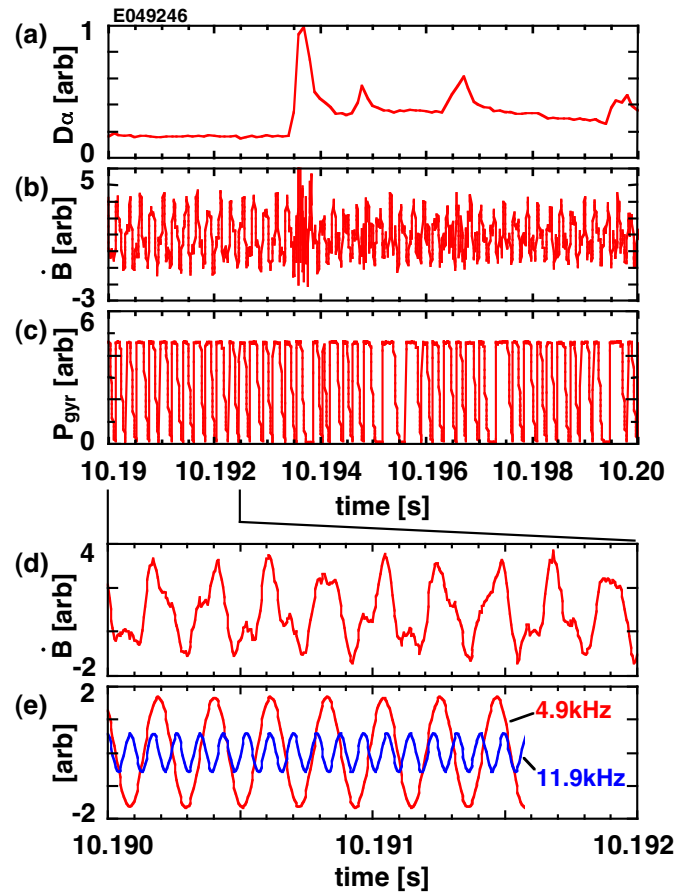 E049246
(a)
1
Dα [arb]
0
(b)
5
Ḃ [arb]
-3
(c)
6
Pgyr [arb]
0
10.19 10.192 10.194 10.196 10.198 10.20
time [s]
(d)
4
Ḃ [arb]
-2
(e)
2
[arb]
4.9kHz
11.9kHz
-2
10.190 10.191 10.192
time [s]